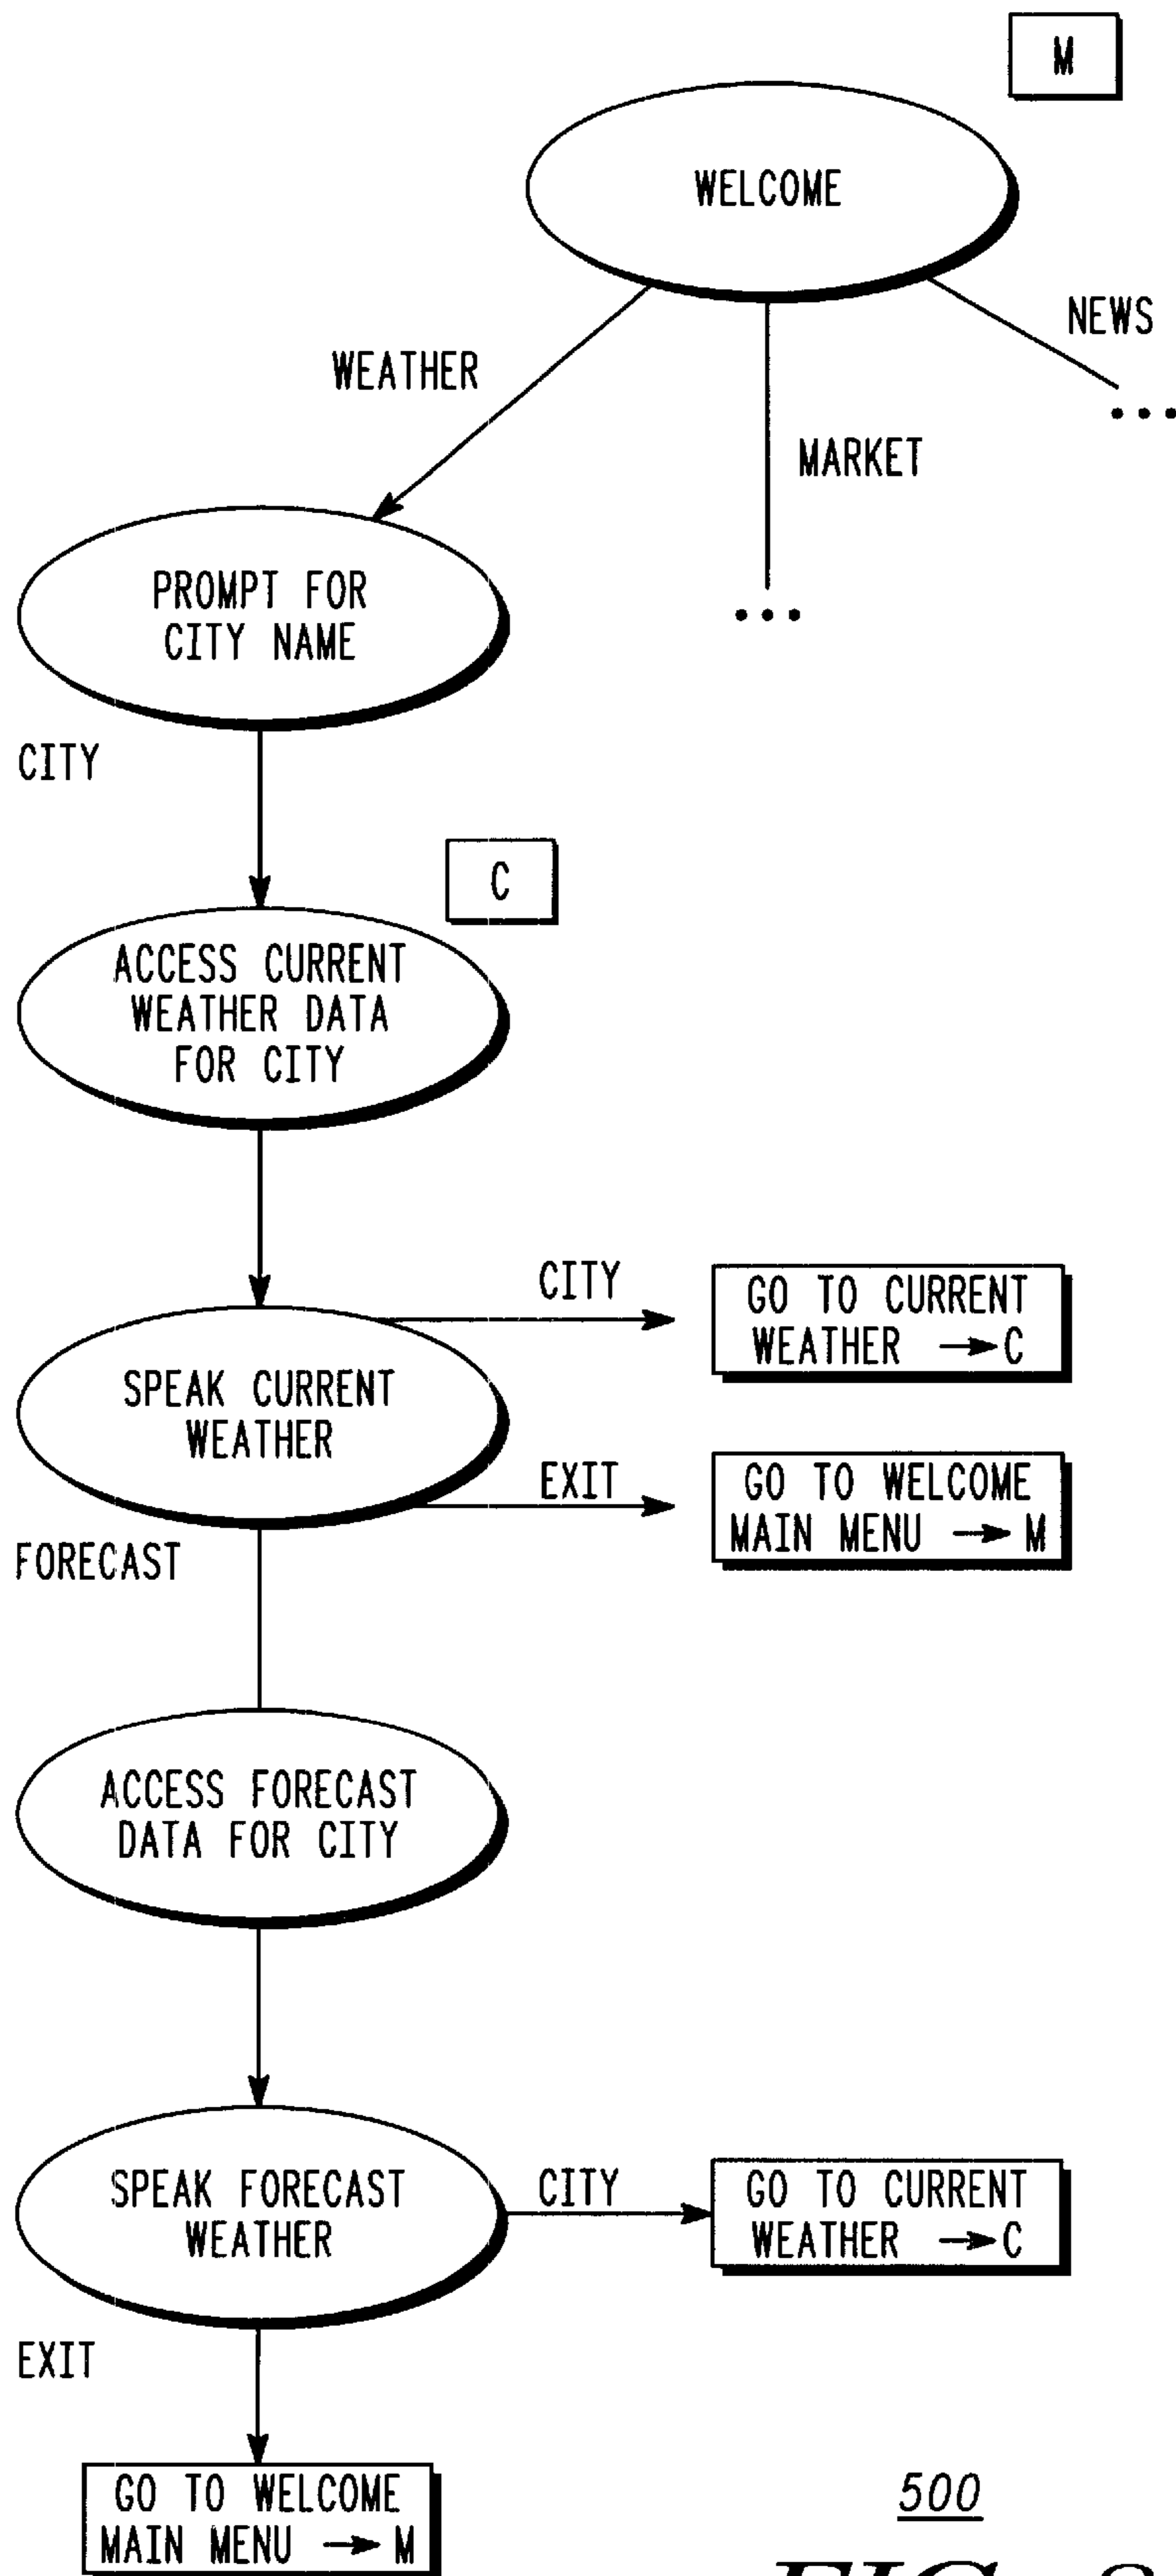 M
WELCOME
NEWS
WEATHER
MARKET
• • •
• • •
PROMPT FOR
CITY NAME
CITY
C
ACCESS CURRENT
WEATHER DATA
FOR CITY
CITY
GO TO CURRENT
WEATHER → C
SPEAK CURRENT
WEATHER
EXIT
GO TO WELCOME
MAIN MENU → M
FORECAST
ACCESS FORECAST
DATA FOR CITY
SPEAK FORECAST
WEATHER
CITY
GO TO CURRENT
WEATHER → C
EXIT
GO TO WELCOME
MAIN MENU → M
500